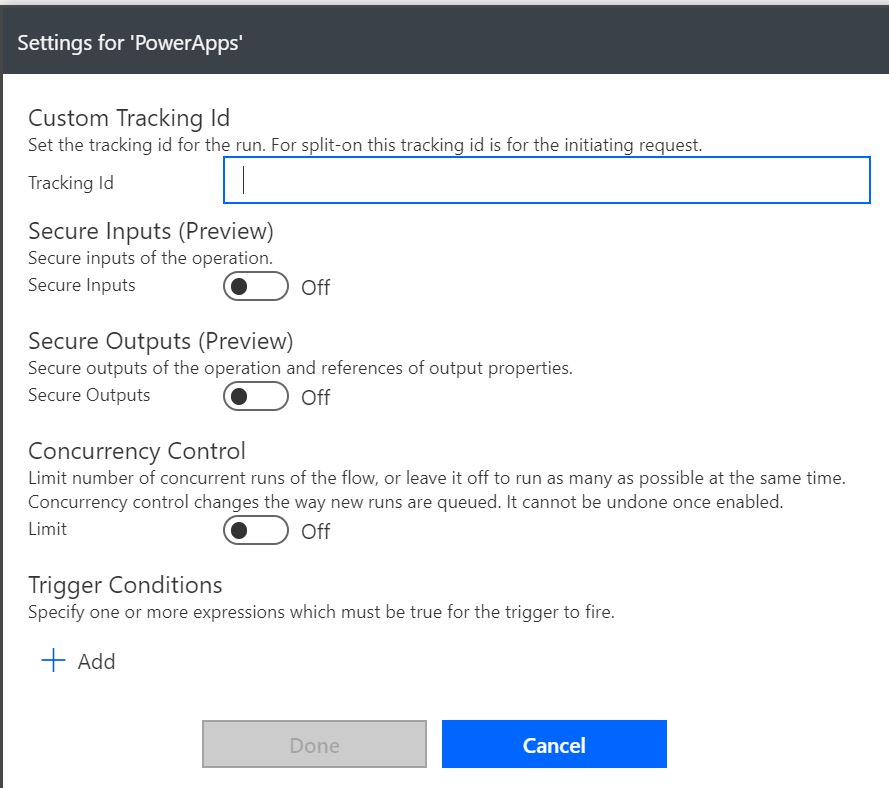 Settings for 'PowerApps'
Custom Tracking Id
Set the tracking id for the run. For split-on this tracking id is for the initiating request.
Tracking Id
Secure Inputs (Preview)
Secure inputs of the operation.
Secure Inputs Off
Secure Outputs (Preview)
Secure outputs of the operation and references of output properties.
Secure Outputs Off
Concurrency Control
Limit number of concurrent runs of the flow, or leave it off to run as many as possible at the same time.
Concurrency control changes the way new runs are queued. It cannot be undone once enabled.
Limit Off
Trigger Conditions
Specify one or more expressions which must be true for the trigger to fire.
Add
Done Cancel